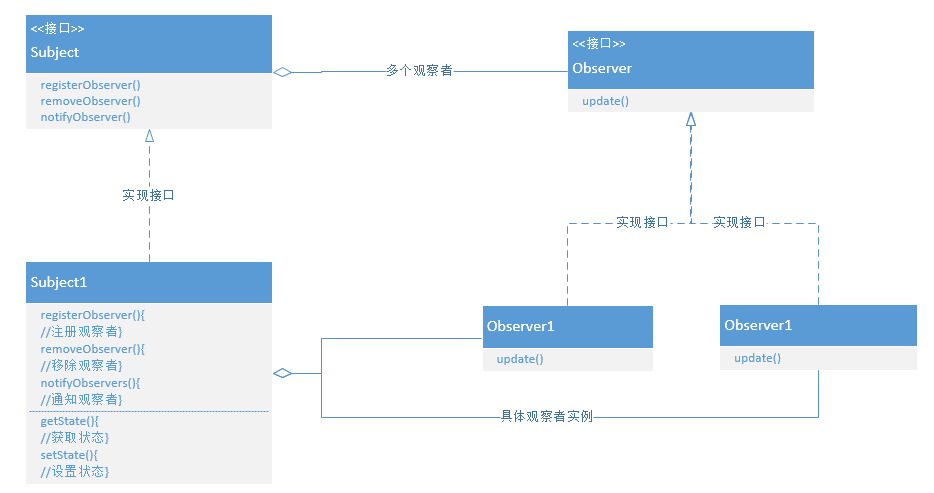 <<接口>>
Subject
registerObserver()
removeObserver()
notifyObserver()
多个观察者
<<接口>>
Observer
update()
实现接口
实现接口
实现接口
Subject1
registerObserver(){
//注册观察者}
removeObserver(){
//移除观察者}
notifyObservers(){
//通知观察者}
getState(){
//获取状态}
setState(){
//设置状态}
Observer1
update()
Observer1
update()
具体观察者实例